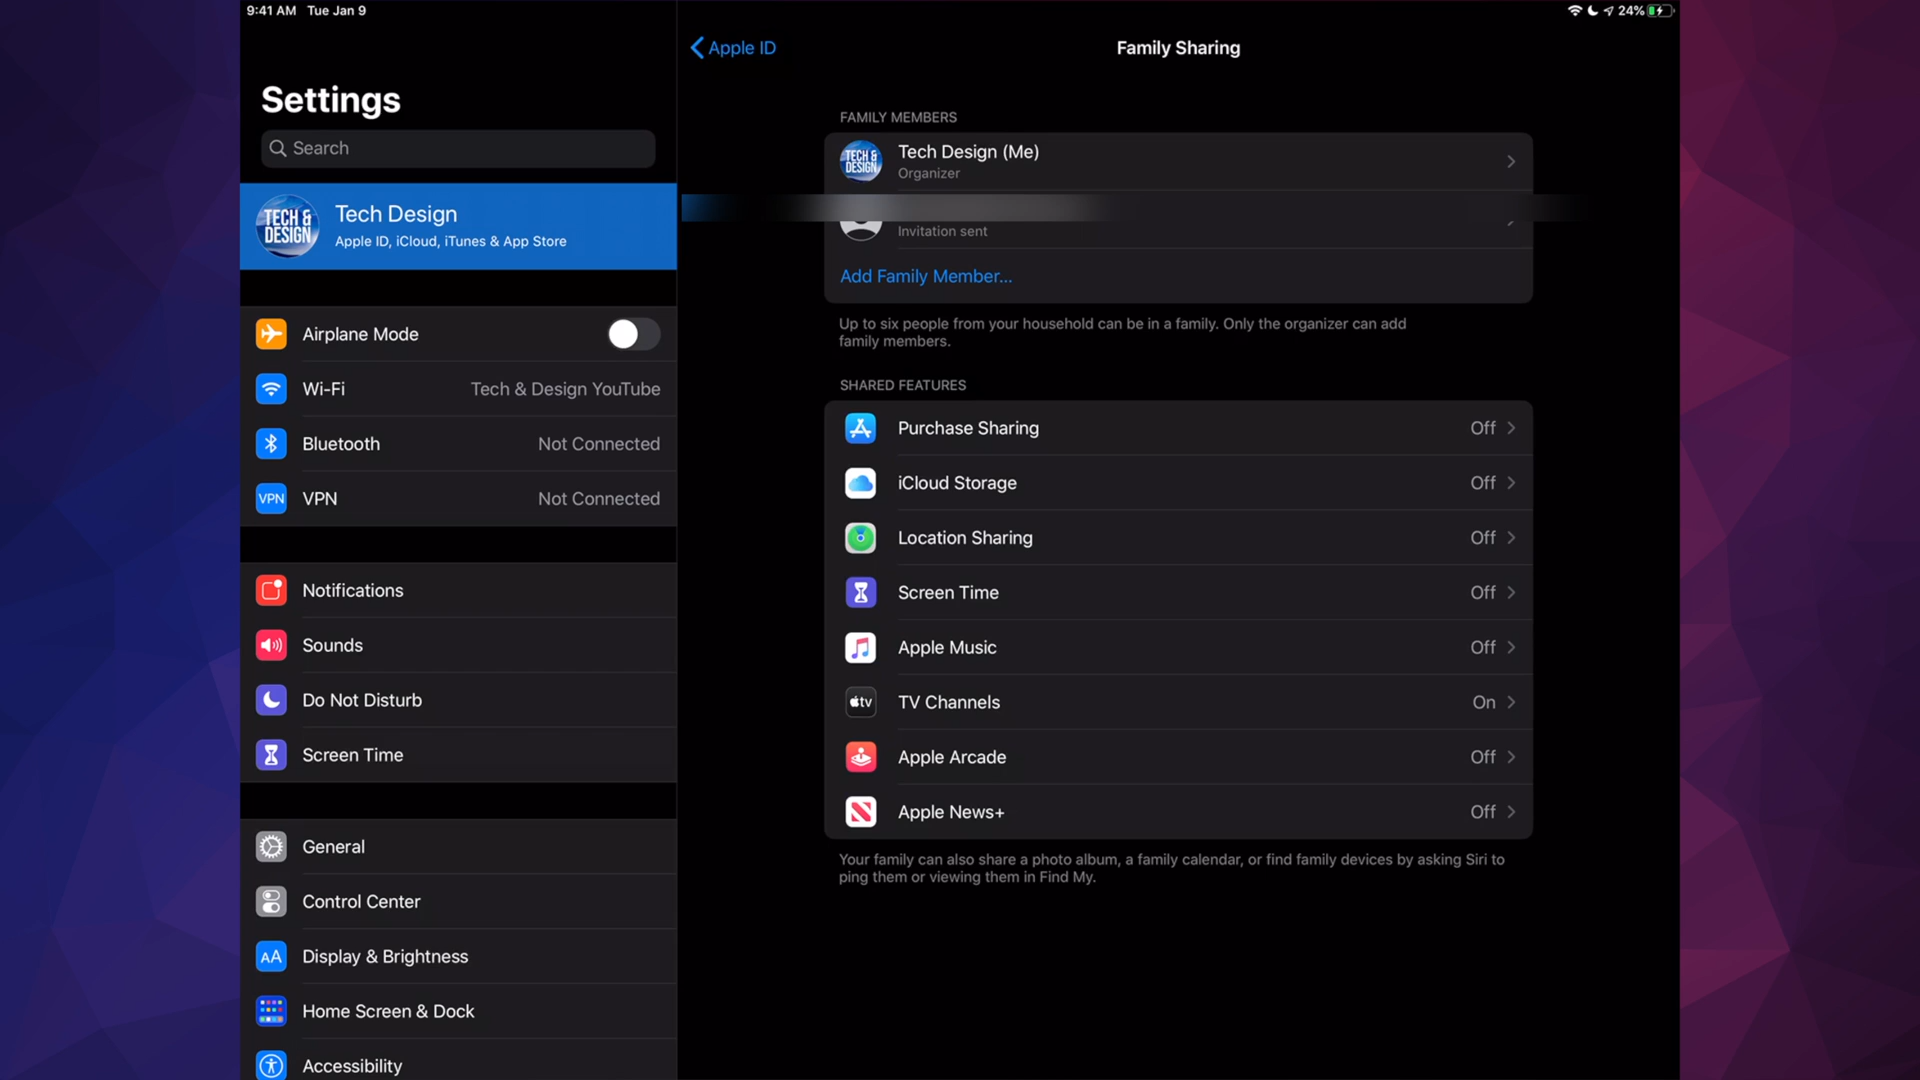 9:41 AM Tue Jan 9
24%
Settings
Search
TECH &
DESIGN
Tech Design
Apple ID, iCloud, iTunes & App Store
Airplane Mode
Wi-Fi Tech & Design YouTube
Bluetooth Not Connected
VPN VPN Not Connected
Notifications
Sounds
Do Not Disturb
Screen Time
General
Control Center
AA Display & Brightness
Home Screen & Dock
Accessibility
Apple ID
Family Sharing
FAMILY MEMBERS
TECH &
DESIGN
Tech Design (Me)
Organizer
Invitation sent
Add Family Member...
Up to six people from your household can be in a family. Only the organizer can add
family members.
SHARED FEATURES
Purchase Sharing Off
iCloud Storage Off
Location Sharing Off
Screen Time Off
Apple Music Off
tv TV Channels On
Apple Arcade Off
Apple News+ Off
Your family can also share a photo album, a family calendar, or find family devices by asking Siri to
ping them or viewing them in Find My.